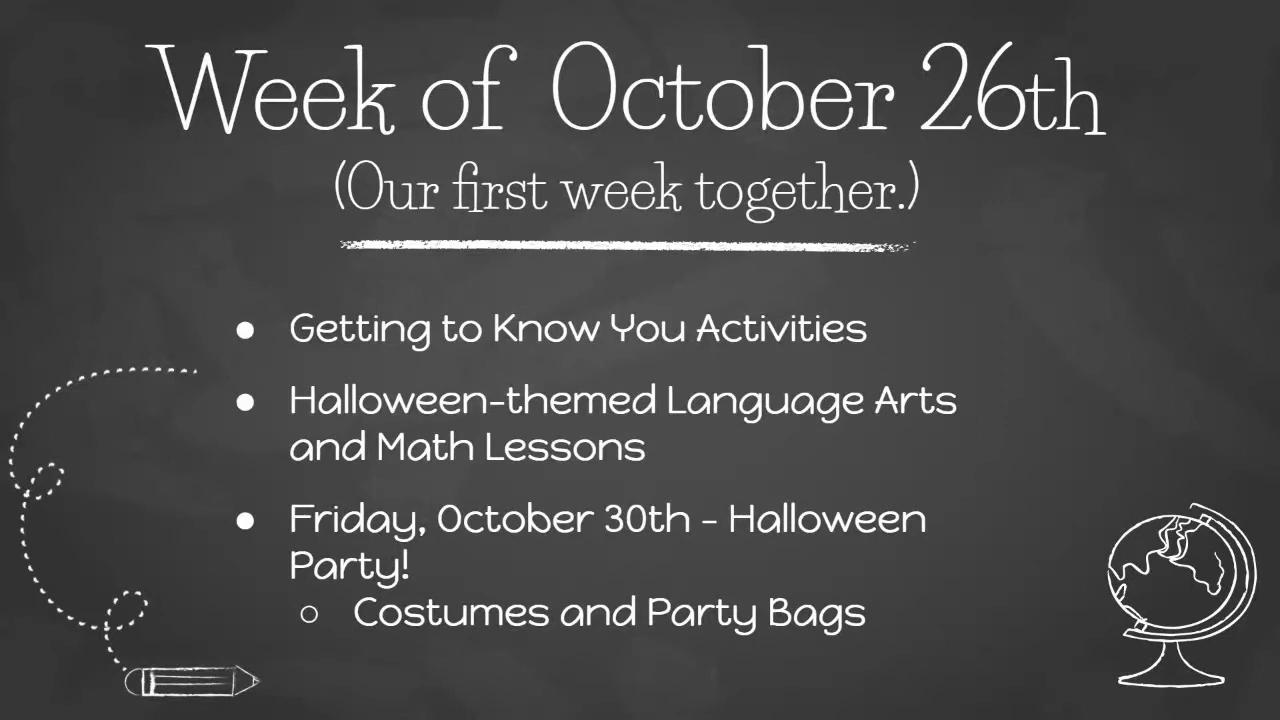 Week of October 26th
(Our first week together.)
● Getting to Know You Activities
● Halloween-themed Language Arts
and Math Lessons
● Friday, October 30th - Halloween
Party!
○ Costumes and Party Bags